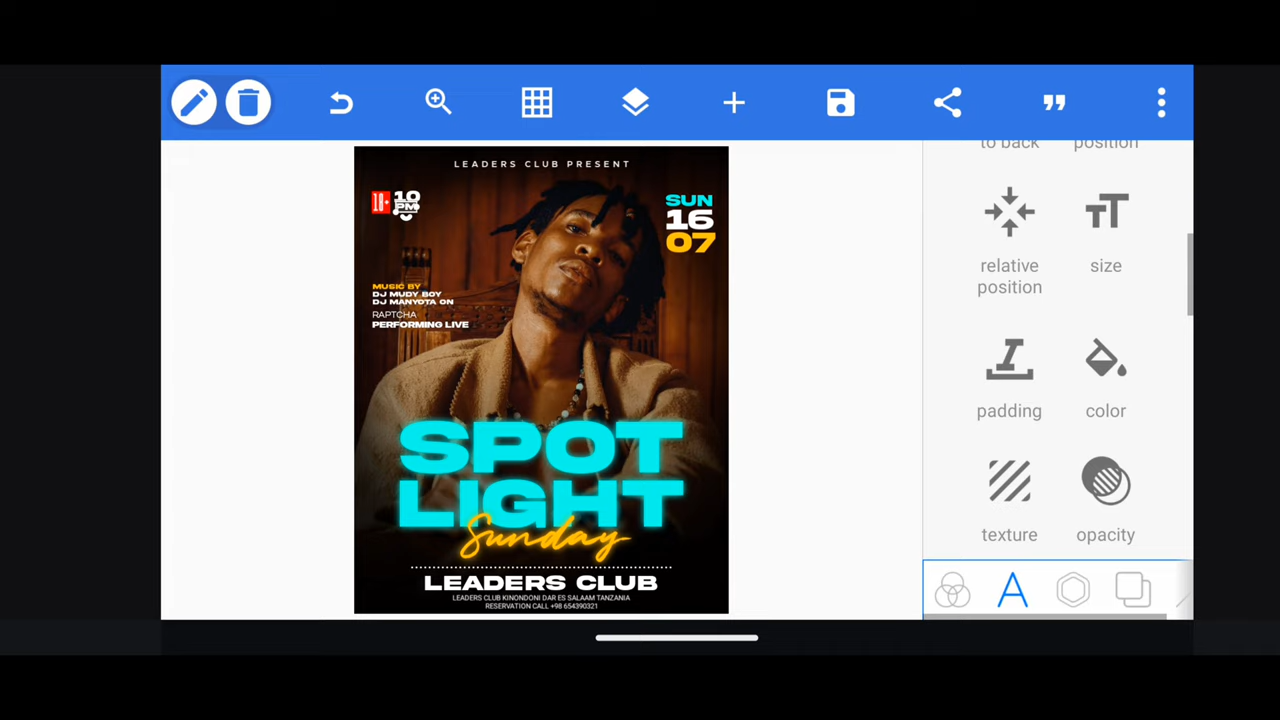 LEADERS CLUB PRESENT
18+
10
PM
SUN
16
07
MUSIC BY
DJ MUDY BOY
DJ MANYOTA ON
RAPTCHA
PERFORMING LIVE
SPOT
LIGHT
Sunday
LEADERS CLUB
LEADERS CLUB KINONDONI DAR ES SALAAM TANZANIA
RESERVATION CALL +98 654390321
to back
position
relative
position
size
padding
color
texture
opacity